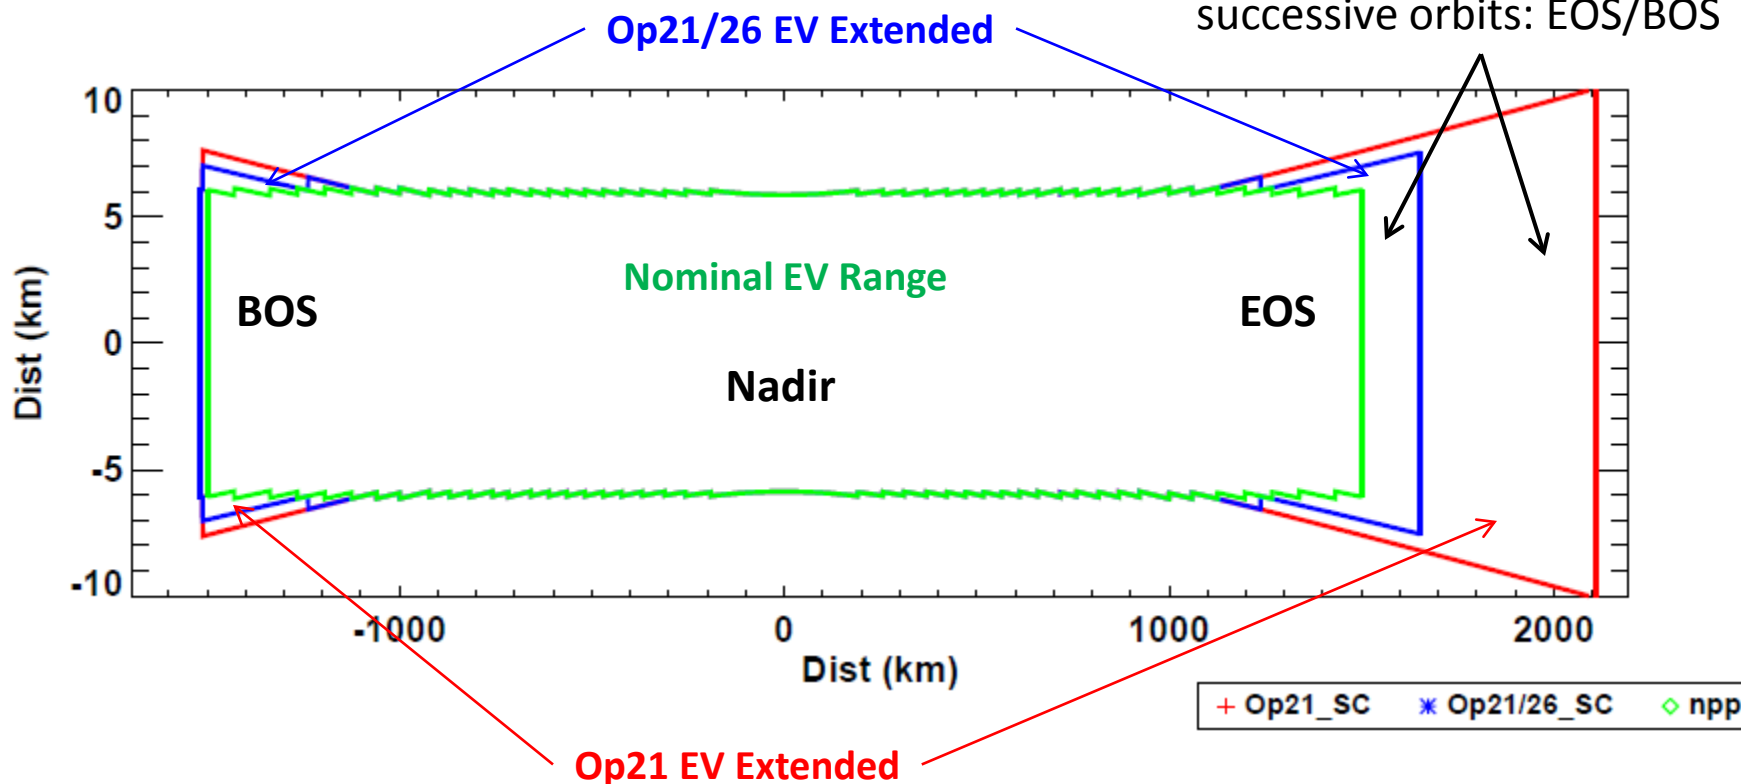 successive orbits: EOS/BOS
Op21/26 EV Extended
10
5
0
-5
-10
Dist (km)
Nominal EV Range
BOS
EOS
Nadir
-1000
0
1000
2000
Dist (km)
Op21_SC
Op21/26_SC
npp
Op21 EV Extended